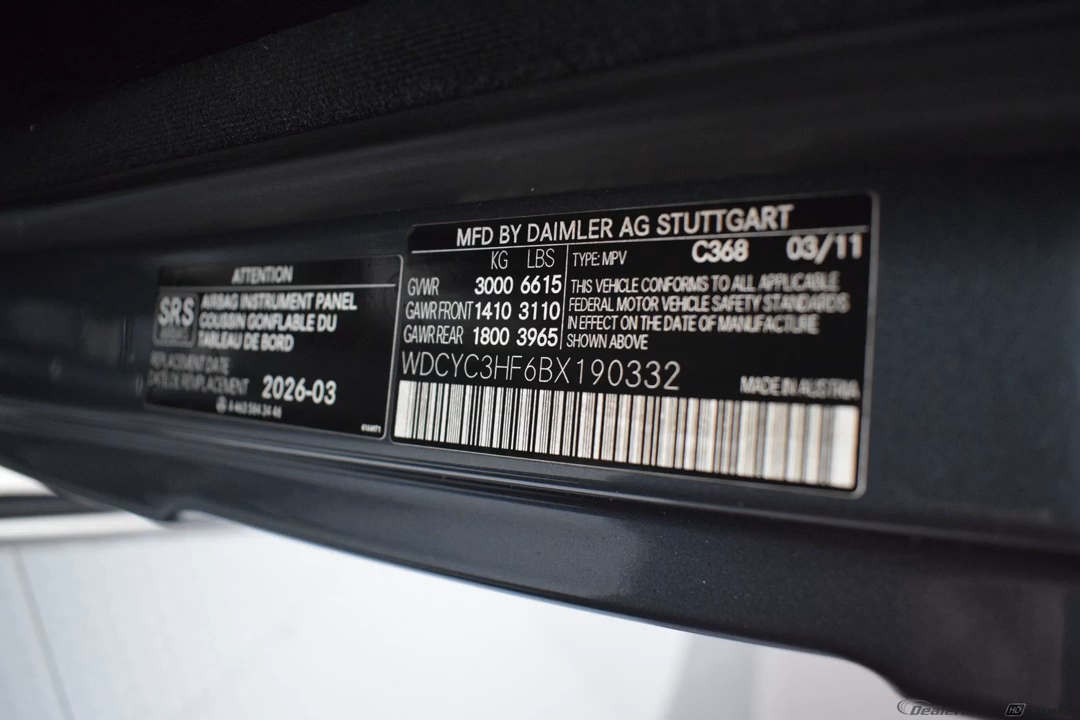 ATTENTION
SRS
AIRBAG INSTRUMENT PANEL
COUSSIN GONFLABLE DU
TABLEAU DE BORD
REPLACEMENT DATE
DATE DE REMPLACEMENT 2026-03
MFD BY DAIMLER AG STUTTGART
KG LBS
GVWR 3000 6615
GAWR FRONT 1410 3110
GAWR REAR 1800 3965
TYPE: MPV C368 03/11
THIS VEHICLE CONFORMS TO ALL APPLICABLE
FEDERAL MOTOR VEHICLE SAFETY STANDARDS
IN EFFECT ON THE DATE OF MANUFACTURE
SHOWN ABOVE
WDCYC3HF6BX190332
MADE IN AUSTRIA
HD